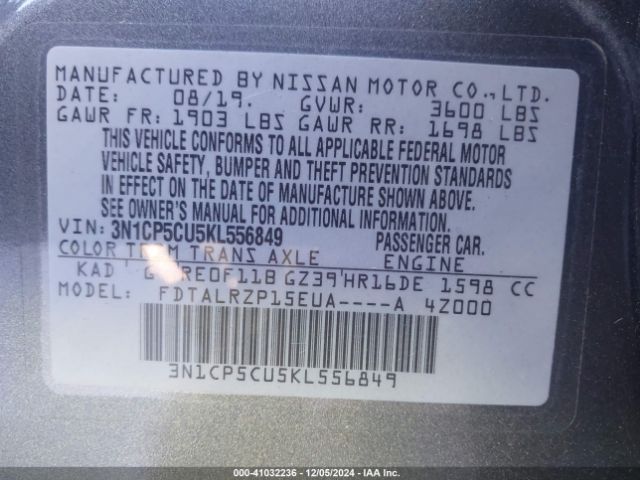 MANUFACTURED BY NISSAN MOTOR CO.,LTD.
DATE: 08/19. GVWR: 3600 LBS
GAWR FR: 1903 LBS GAWR RR: 1698 LBS
THIS VEHICLE CONFORMS TO ALL APPLICABLE FEDERAL MOTOR
VEHICLE SAFETY, BUMPER AND THEFT PREVENTION STANDARDS
IN EFFECT ON THE DATE OF MANUFACTURE SHOWN ABOVE.
SEE OWNER'S MANUAL FOR ADDITIONAL INFORMATION.
VIN: 3N1CP5CU5KL556849 PASSENGER CAR.
COLOR TRIM TRANS AXLE ENGINE
KAD G RE0F11B GZ39 HR16DE 1598 CC
MODEL FDTALRZP15EUA----A 4Z000
3N1CP5CU5KL556849
000-41032236 - 12/05/2024 - IAA Inc.